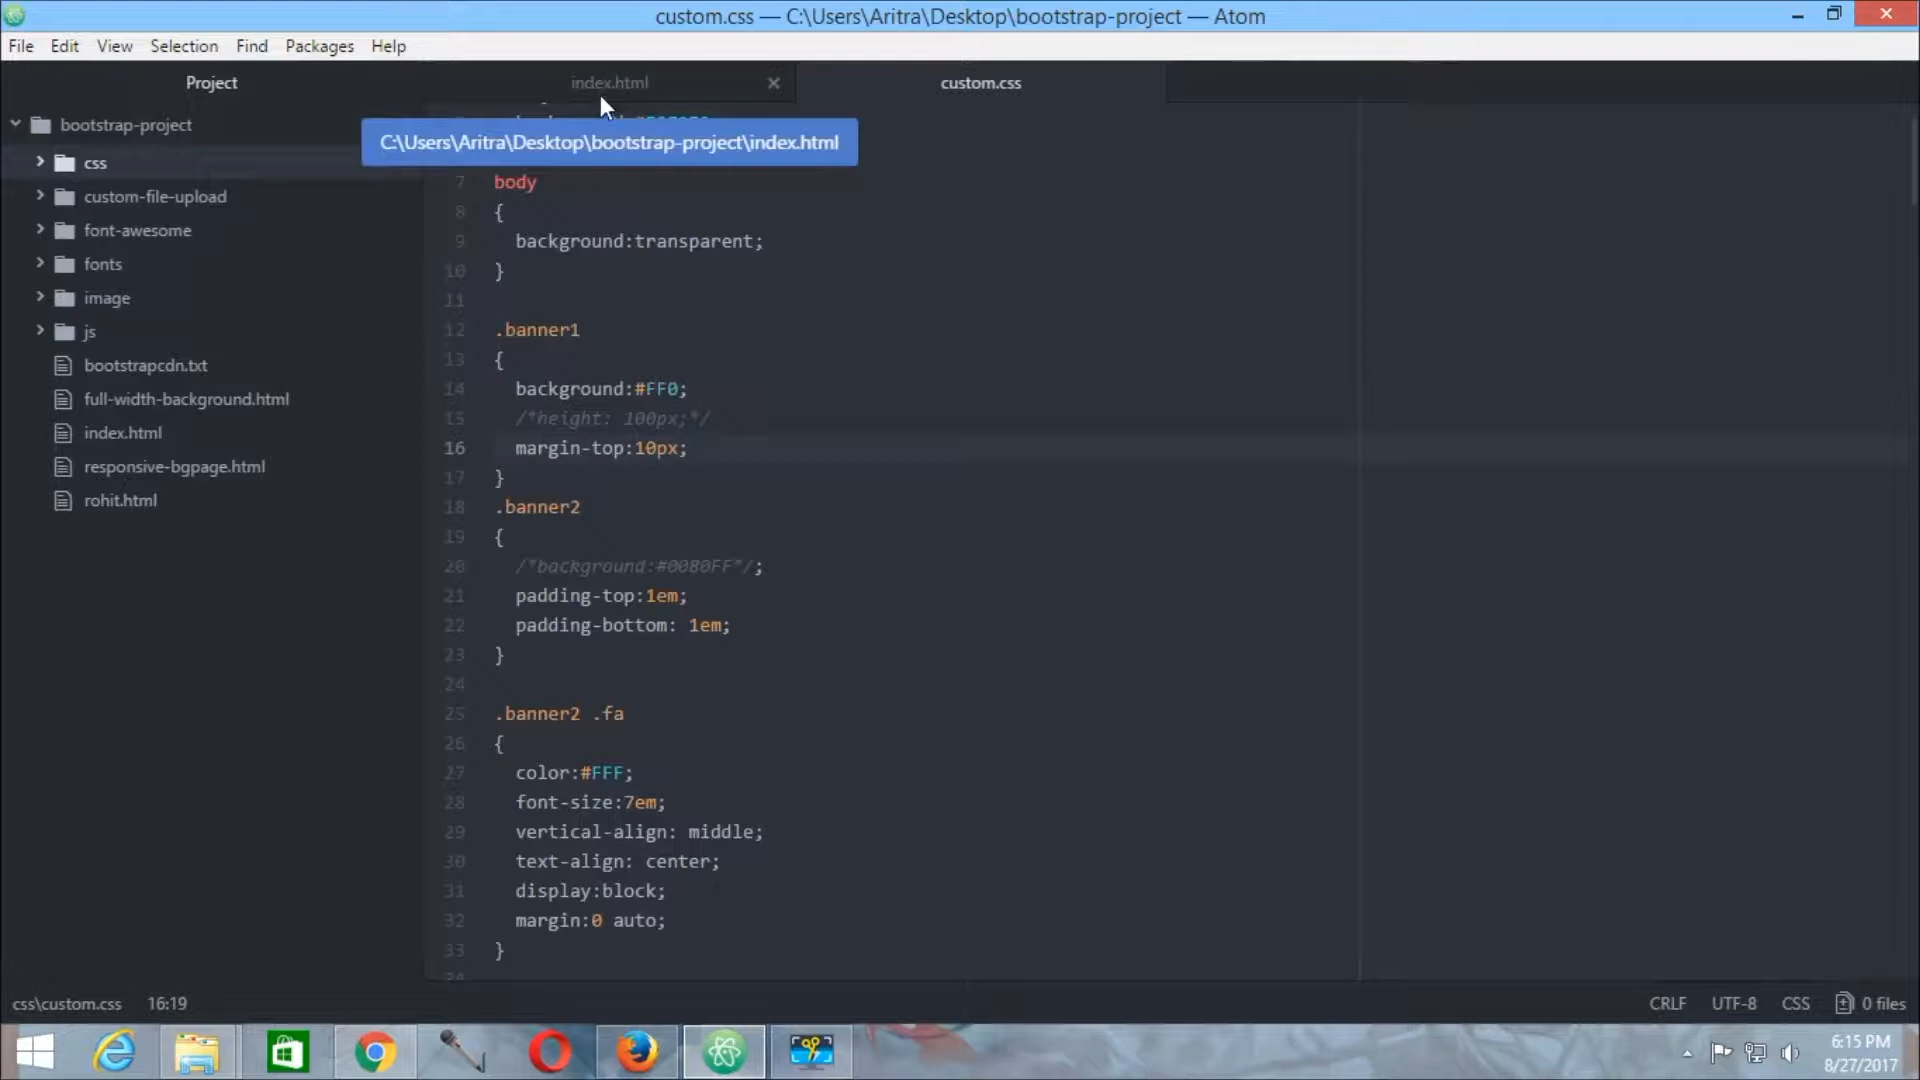 custom.css — C:\Users\Aritra\Desktop\bootstrap-project — Atom
File Edit View Selection Find Packages Help
Project
index.html
custom.css
C:\Users\Aritra\Desktop\bootstrap-project\index.html
bootstrap-project
css
custom-file-upload
font-awesome
fonts
image
js
bootstrapcdn.txt
full-width-background.html
index.html
responsive-bgpage.html
rohit.html
7 body
8 {
9 background:transparent;
10 }
11
12 .banner1
13 {
14 background:#FF0;
15 /*height: 100px;*/
16 margin-top:10px;
17 }
18 .banner2
19 {
20 /*background:#0080FF*/;
21 padding-top:1em;
22 padding-bottom: 1em;
23 }
24
25 .banner2 .fa
26 {
27 color:#FFF;
28 font-size:7em;
29 vertical-align: middle;
30 text-align: center;
31 display:block;
32 margin:0 auto;
33 }
34
css\custom.css 16:19
CRLF UTF-8 CSS 0 files
6:15 PM
8/27/2017